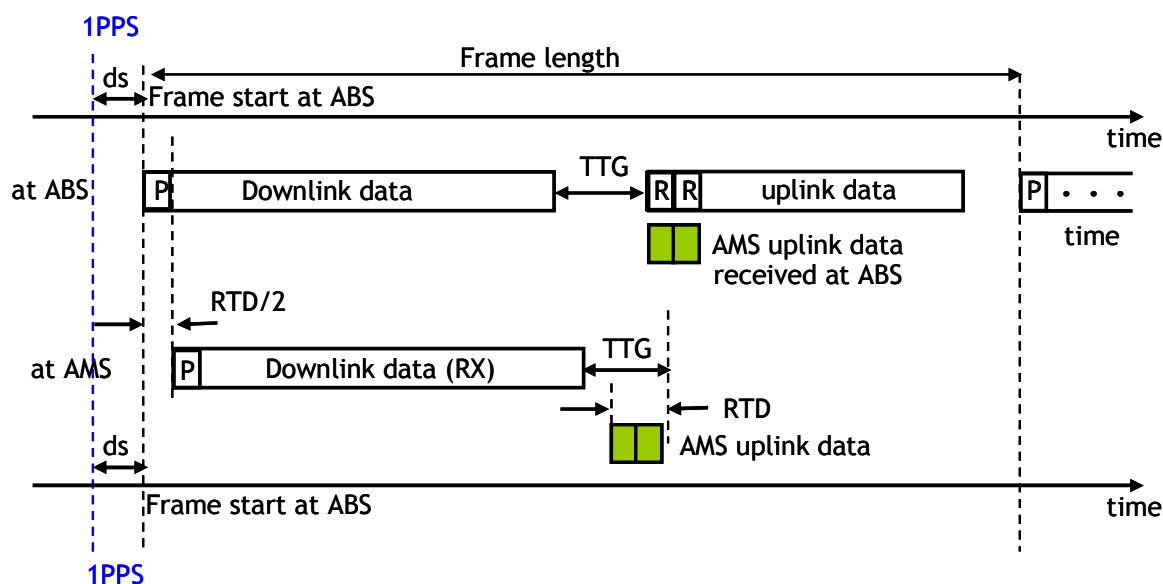 1PPS
Frame length
ds
Frame start at ABS
time
at ABS
P
Downlink data
TTG
R
R
uplink data
P
. . .
time
AMS uplink data
received at ABS
RTD/2
at AMS
P
Downlink data (RX)
TTG
RTD
AMS uplink data
ds
Frame start at ABS
time
1PPS